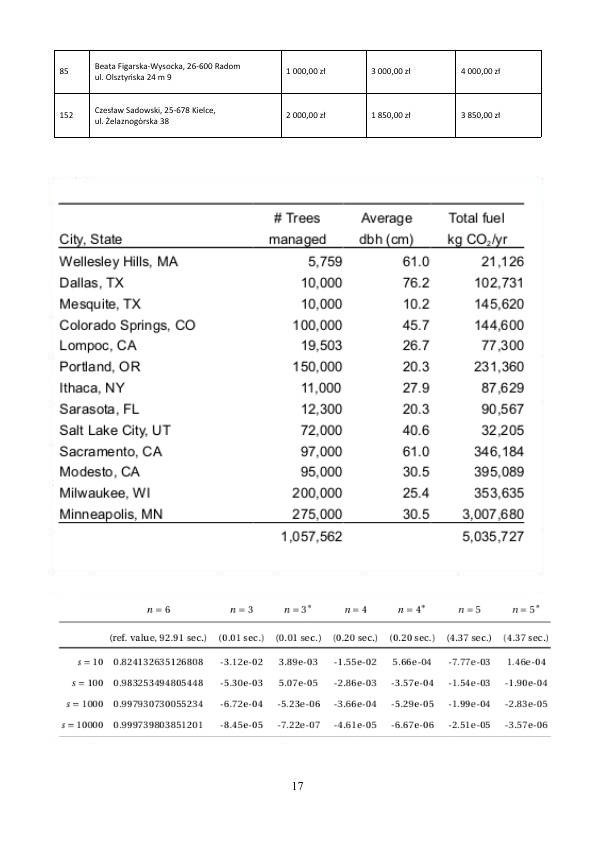 85 Beata Figarska-Wysocka, 26-600 Radom 1 000,00 zł 3 000,00 zł 4 000,00 zł
ul. Olsztyńska 24 m 9
152 Czesław Sadowski, 25-678 Kielce, 2 000,00 zł 1 850,00 zł 3 850,00 zł
ul. Żelaznogórska 38
# Trees Average Total fuel
City, State managed dbh (cm) kg CO₂/yr
Wellesley Hills, MA 5,759 61.0 21,126
Dallas, TX 10,000 76.2 102,731
Mesquite, TX 10,000 10.2 145,620
Colorado Springs, CO 100,000 45.7 144,600
Lompoc, CA 19,503 26.7 77,300
Portland, OR 150,000 20.3 231,360
Ithaca, NY 11,000 27.9 87,629
Sarasota, FL 12,300 20.3 90,567
Salt Lake City, UT 72,000 40.6 32,205
Sacramento, CA 97,000 61.0 346,184
Modesto, CA 95,000 30.5 395,089
Milwaukee, WI 200,000 25.4 353,635
Minneapolis, MN 275,000 30.5 3,007,680
1,057,562 5,035,727
n = 6 n = 3 n = 3* n = 4 n = 4* n = 5 n = 5*
(ref. value, 92.91 sec.) (0.01 sec.) (0.01 sec.) (0.20 sec.) (0.20 sec.) (4.37 sec.) (4.37 sec.)
s = 10 0.824132635126808 -3.12e-02 3.89e-03 -1.55e-02 5.66e-04 -7.77e-03 1.46e-04
s = 100 0.983253494805448 -5.30e-03 5.07e-05 -2.86e-03 -3.57e-04 -1.54e-03 -1.90e-04
s = 1000 0.997930730055234 -6.72e-04 -5.23e-06 -3.66e-04 -5.29e-05 -1.99e-04 -2.83e-05
s = 10000 0.999739803851201 -8.45e-05 -7.22e-07 -4.61e-05 -6.67e-06 -2.51e-05 -3.57e-06
17